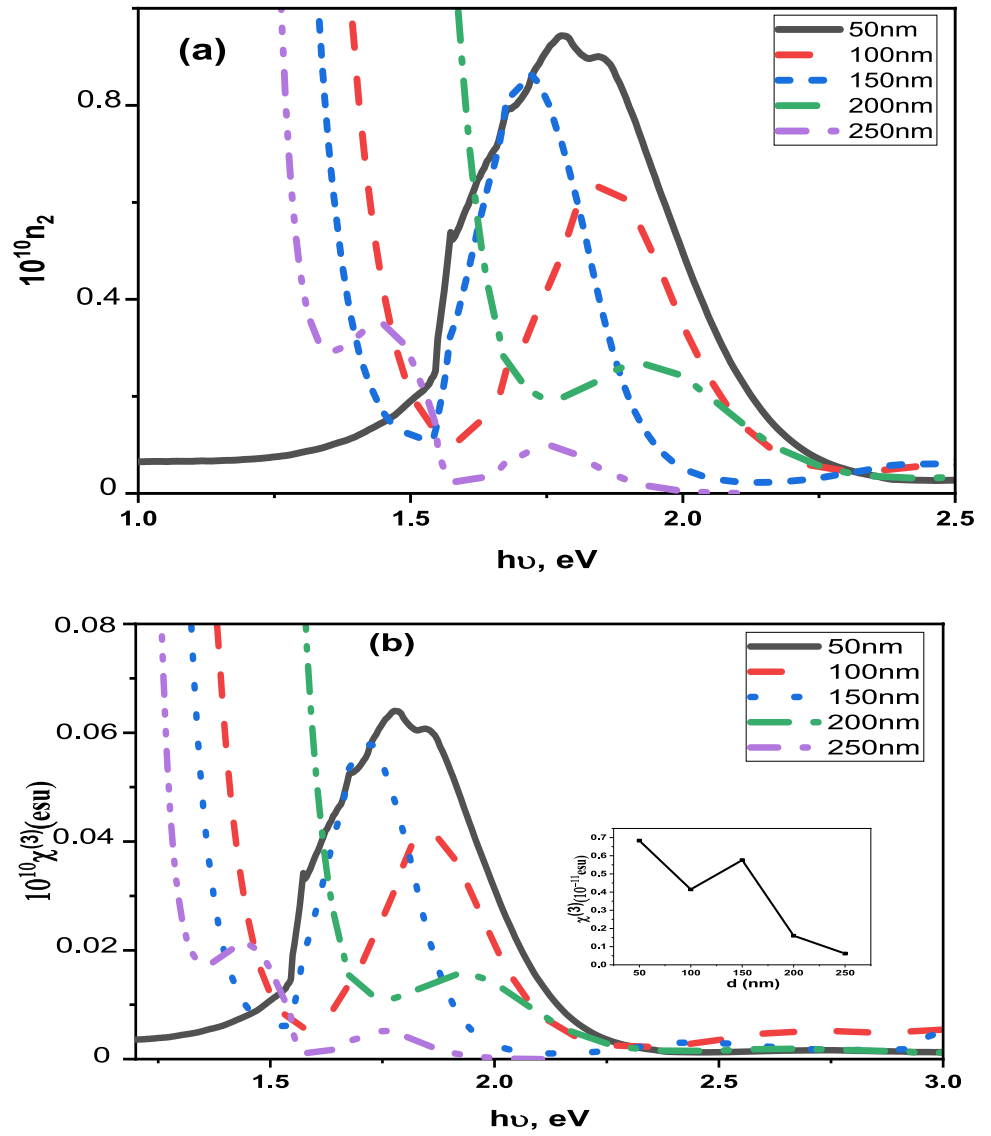 (a)
50nm
100nm
150nm
200nm
250nm
10¹⁰n₂
0.8
0.4
0
1.0
1.5
2.0
2.5
hυ, eV
(b)
50nm
100nm
150nm
200nm
250nm
10¹⁰χ⁽³⁾(esu)
0.08
0.06
0.04
0.02
0
1.5
2.0
2.5
3.0
hυ, eV
χ⁽³⁾(10⁻¹¹esu)
0.7
0.6
0.5
0.4
0.3
0.2
0.1
0.0
50
100
150
200
250
d (nm)